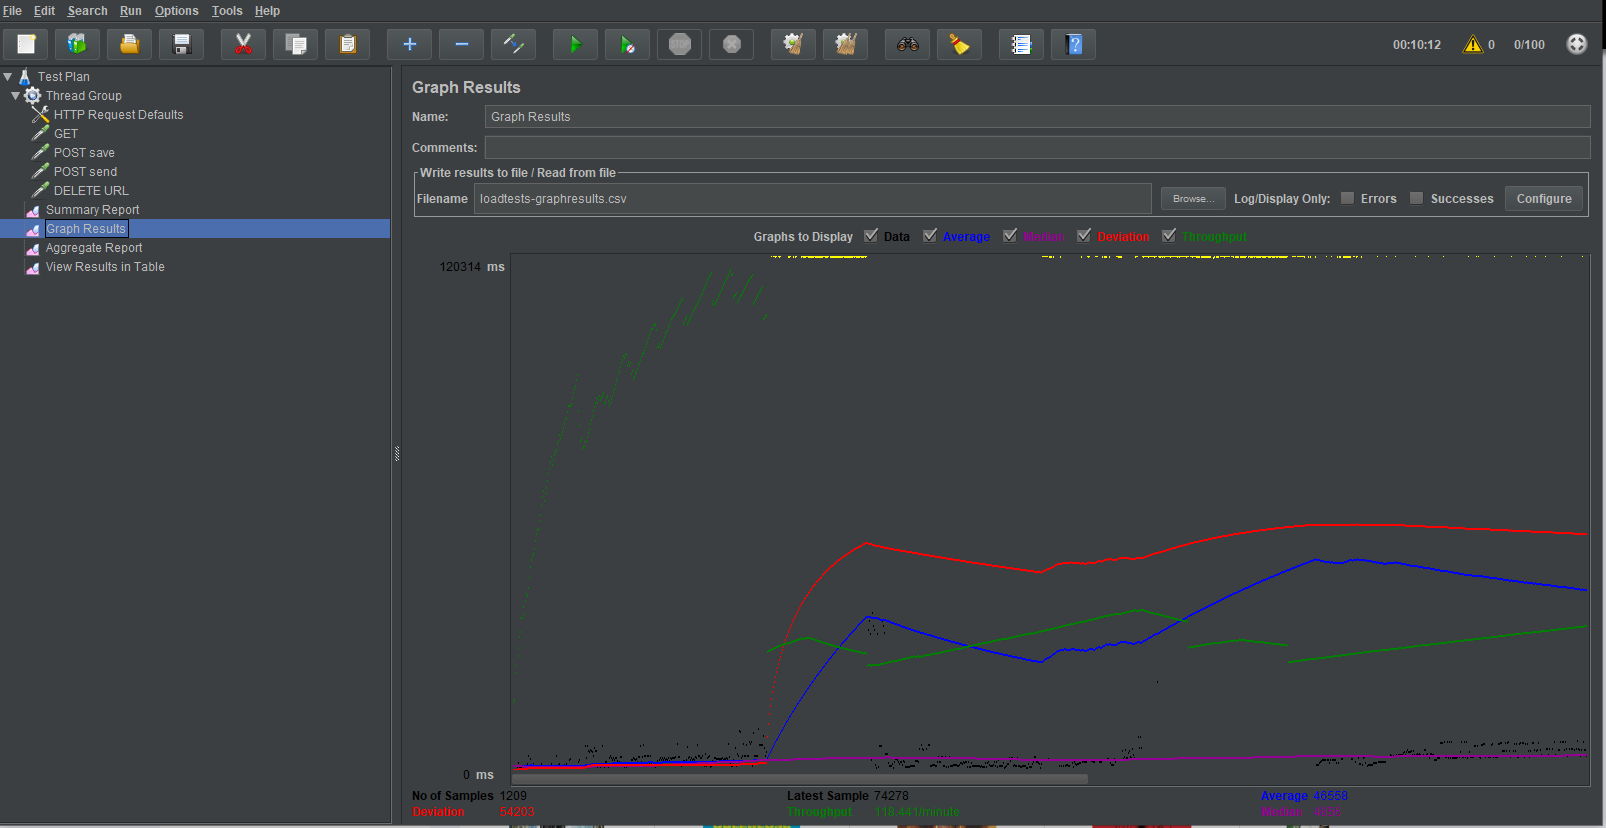 File Edit Search Run Options Tools Help
STOP
00:10:12 0 0/100
Test Plan
Thread Group
HTTP Request Defaults
GET
POST save
POST send
DELETE URL
Summary Report
Graph Results
Aggregate Report
View Results in Table
Graph Results
Name: Graph Results
Comments:
Write results to file / Read from file
Filename loadtests-graphresults.csv Browse... Log/Display Only: Errors Successes Configure
Graphs to Display Data Average Median Deviation Throughput
120314 ms
0 ms
No of Samples 1209 Latest Sample 74278 Average 46558
Deviation 54203 Throughput 118.441/minute Median